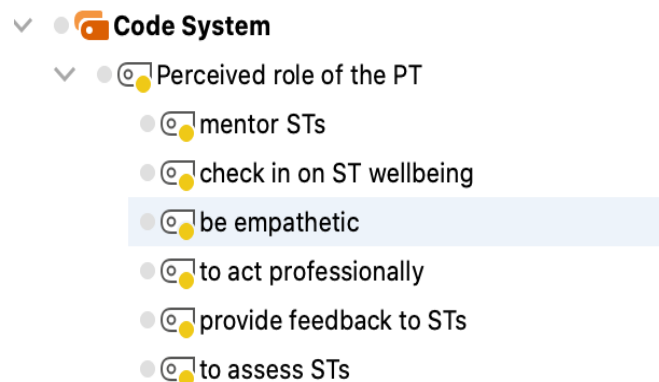 Code System
Perceived role of the PT
mentor STs
check in on ST wellbeing
be empathetic
to act professionally
provide feedback to STs
to assess STs